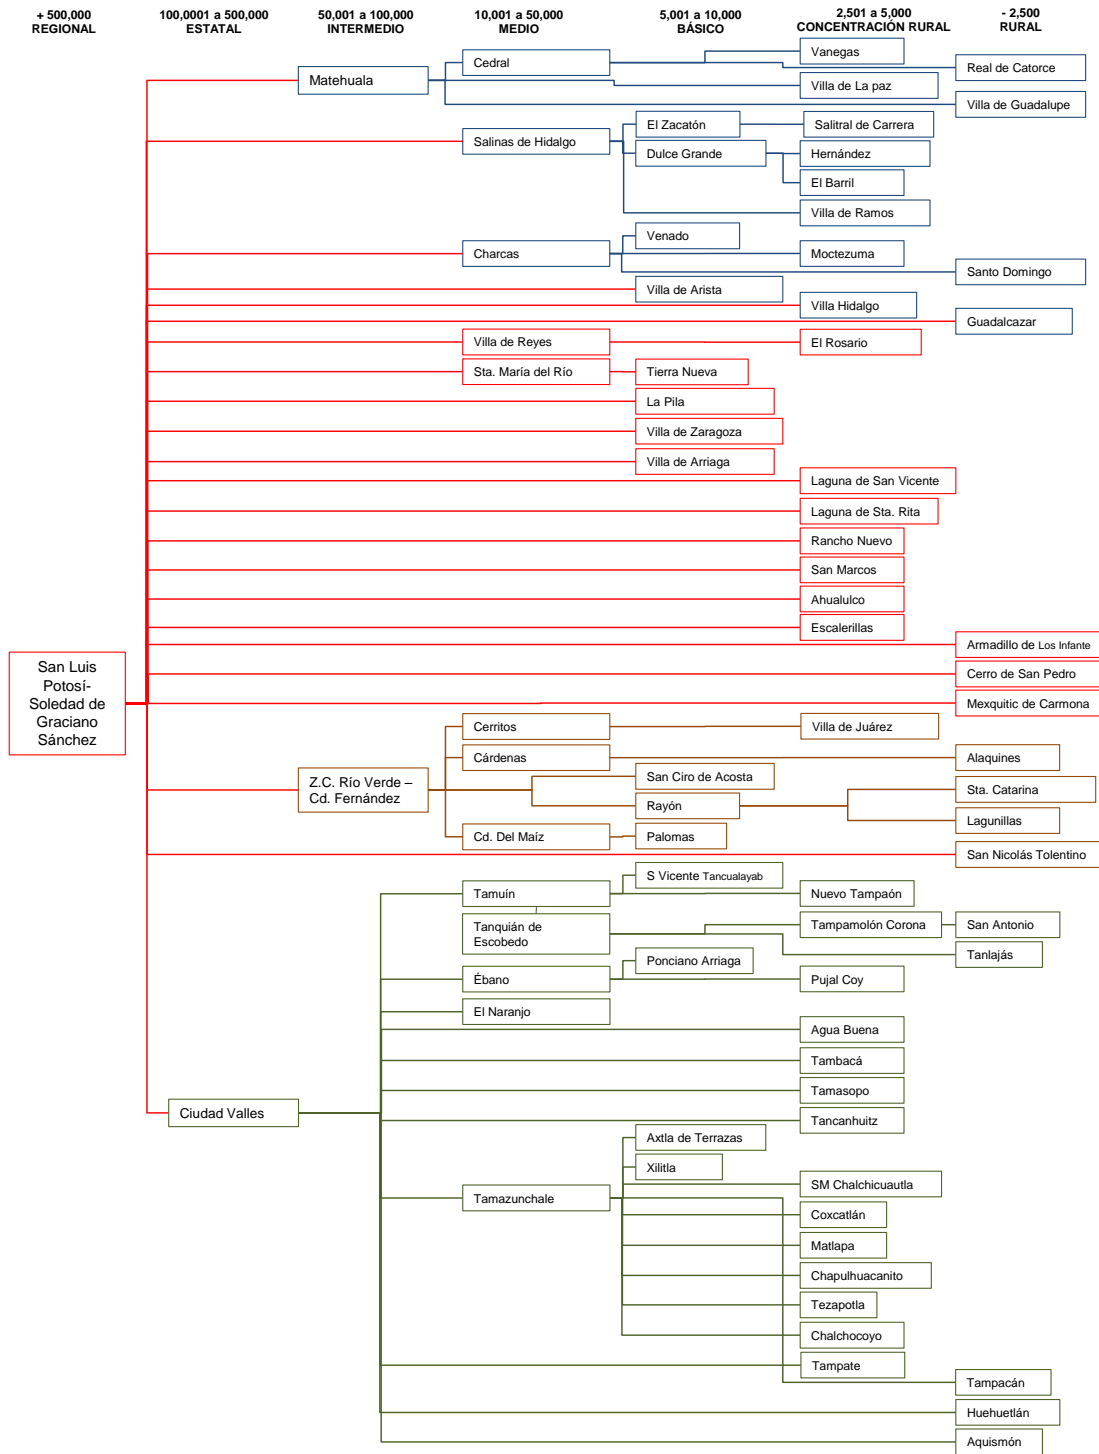 + 500,000
REGIONAL
100,0001 a 500,000
ESTATAL
50,001 a 100,000
INTERMEDIO
10,001 a 50,000
MEDIO
5,001 a 10,000
BÁSICO
2,501 a 5,000
CONCENTRACIÓN RURAL
- 2,500
RURAL
Vanegas
Cedral
Real de Catorce
Matehuala
Villa de La paz
Villa de Guadalupe
El Zacatón
Salitral de Carrera
Salinas de Hidalgo
Dulce Grande
Hernández
El Barril
Villa de Ramos
Venado
Charcas
Moctezuma
Santo Domingo
Villa de Arista
Villa Hidalgo
Guadalcazar
Villa de Reyes
El Rosario
Sta. María del Río
Tierra Nueva
La Pila
Villa de Zaragoza
Villa de Arriaga
Laguna de San Vicente
Laguna de Sta. Rita
Rancho Nuevo
San Marcos
Ahualulco
Escalerillas
Armadillo de Los Infante
San Luis
Potosí-
Soledad de
Graciano
Sánchez
Cerro de San Pedro
Mexquitic de Carmona
Cerritos
Villa de Juárez
Cárdenas
Alaquines
Z.C. Río Verde –
Cd. Fernández
San Ciro de Acosta
Sta. Catarina
Rayón
Lagunillas
Cd. Del Maíz
Palomas
San Nicolás Tolentino
S Vicente Tancualayab
Tamuín
Nuevo Tampaón
Tanquián de
Escobedo
Tampamolón Corona
San Antonio
Tanlajás
Ponciano Arriaga
Ébano
Pujal Coy
El Naranjo
Agua Buena
Tambacá
Tamasopo
Ciudad Valles
Tancanhuitz
Axtla de Terrazas
Xilitla
SM Chalchicuautla
Tamazunchale
Coxcatlán
Matlapa
Chapulhuacanito
Tezapotla
Chalchocoyo
Tampate
Tampacán
Huehuetlán
Aquismón